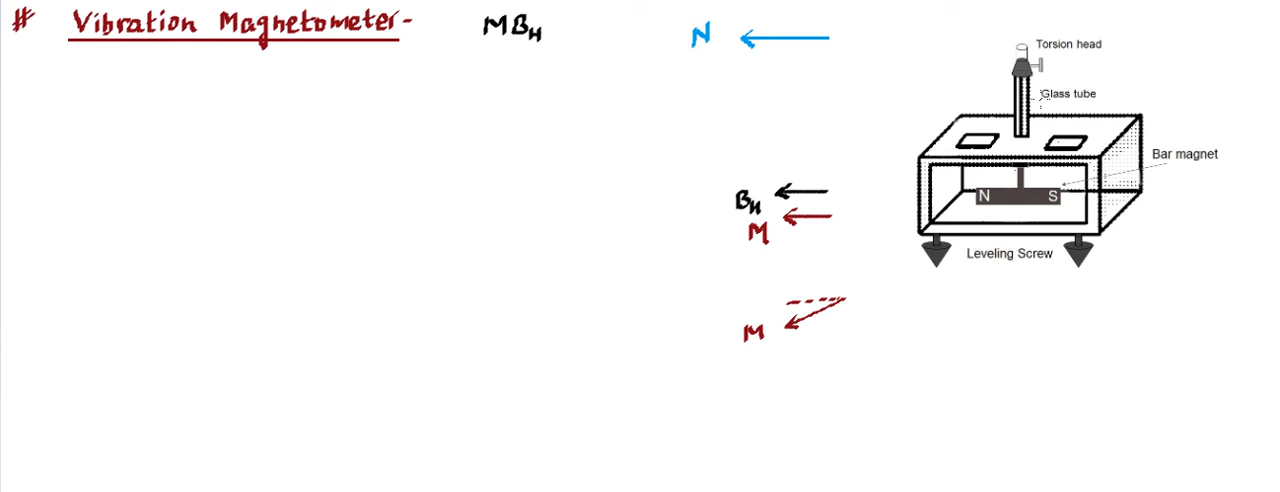 # Vibration Magnetometer- MB_H N
Torsion head
Glass tube
Bar magnet
N S
B_H
M
Leveling Screw
M